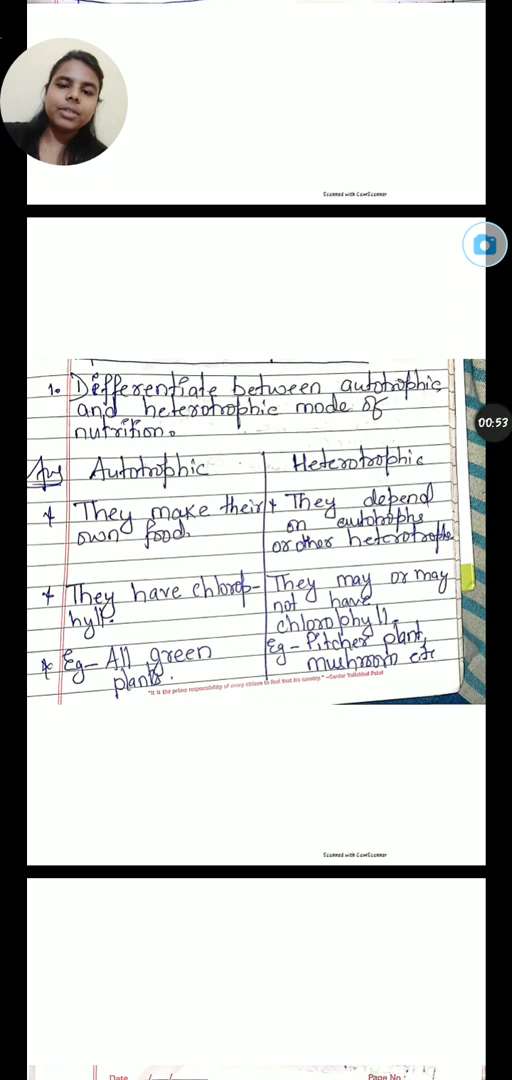 Scanned with CamScanner
00:53
1. Differentiate between autotrophic
and heterotrophic mode of
nutrition.
Ans Autotrophic
Heterotrophic
* They make their
own food.
* They depend
on autotrophs
or other heterotrophs
* They have chlorop-
hyll.
They may or may
not have
chlorophyll.
* Eg- All green
plants.
Eg- Pitcher plant,
mushroom etc
"It is the prime responsibility of every citizen to feel that his country." -Sardar Vallabhbhai Patel
Scanned with CamScanner
Date / /
Page No: